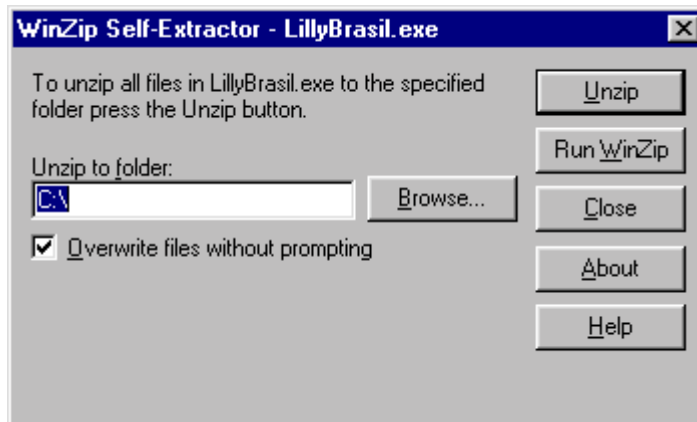 WinZip Self-Extractor - LillyBrasil.exe
To unzip all files in LillyBrasil.exe to the specified
folder press the Unzip button.
Unzip to folder:
C:\
Browse...
Overwrite files without prompting
Unzip
Run WinZip
Close
About
Help